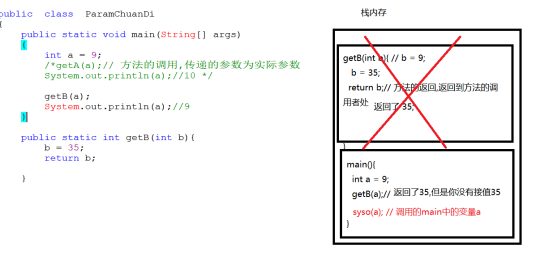 public class ParamChuanDi
{
public static void main(String[] args)
{
int a = 9;
/*getA(a);// 方法的调用,传递的参数为实际参数
System.out.println(a);//10 */
getB(a);
System.out.println(a);//9
}
public static int getB(int b){
b = 35;
return b;
}
栈内存
getB(int b){ // b = 9;
b = 35;
return b;// 方法的返回,返回到方法的调
用者处 返回了 35;
}
main(){
int a = 9;
getB(a);// 返回了35,但是你没有接值35
syso(a); // 调用的main中的变量a
}